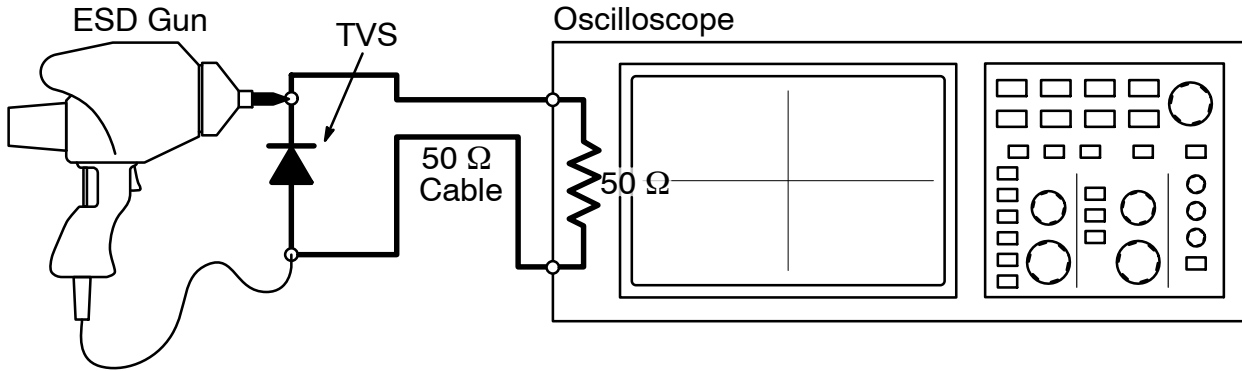 ESD Gun
TVS
Oscilloscope
50 Ω
Cable
50 Ω